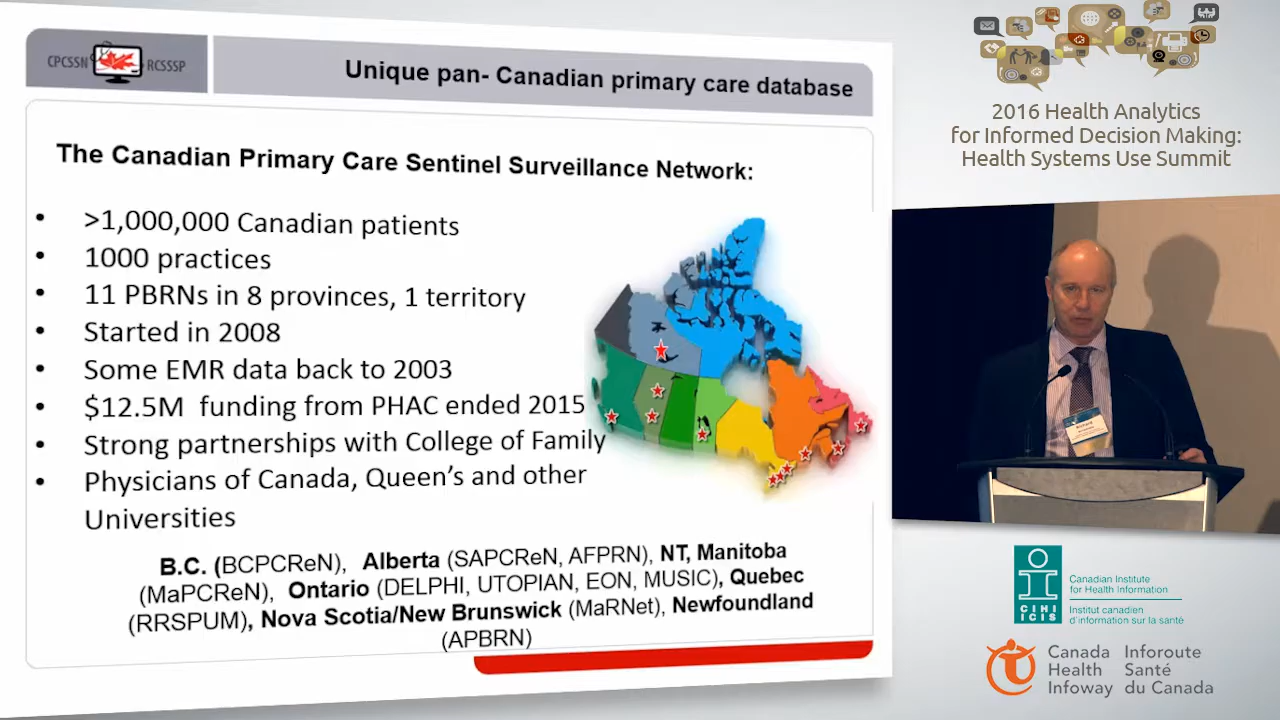 CPCSSN RCSSSP
Unique pan- Canadian primary care database
The Canadian Primary Care Sentinel Surveillance Network:
• >1,000,000 Canadian patients
• 1000 practices
• 11 PBRNs in 8 provinces, 1 territory
• Started in 2008
• Some EMR data back to 2003
• $12.5M funding from PHAC ended 2015
• Strong partnerships with College of Family
• Physicians of Canada, Queen's and other
Universities
B.C. (BCPCReN), Alberta (SAPCReN, AFPRN), NT, Manitoba
(MaPCReN), Ontario (DELPHI, UTOPIAN, EON, MUSIC), Quebec
(RRSPUM), Nova Scotia/New Brunswick (MaRNet), Newfoundland
(APBRN)
2016 Health Analytics
for Informed Decision Making:
Health Systems Use Summit
Richard
CIHI
ICIS
Canadian Institute
for Health Information
Institut canadien
d'information sur la santé
Canada Inforoute
Health Santé
Infoway du Canada